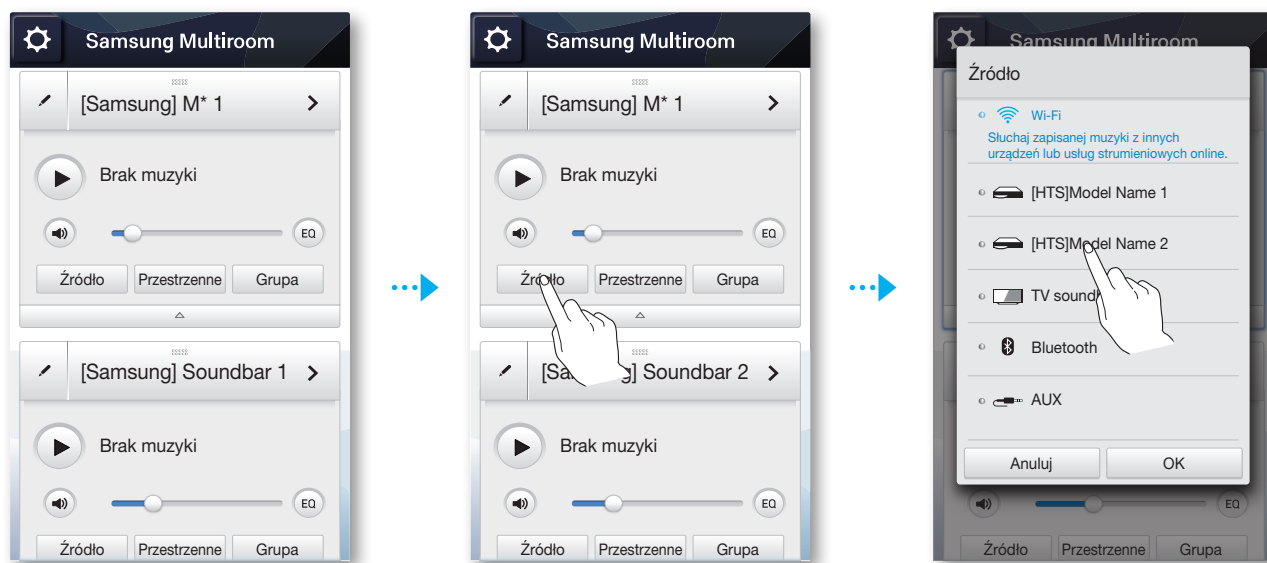 Samsung Multiroom
[Samsung] M* 1
Brak muzyki
EQ
Źródło Przestrzenne Grupa
[Samsung] Soundbar 1
Brak muzyki
EQ
Źródło Przestrzenne Grupa
Samsung Multiroom
[Samsung] M* 1
Brak muzyki
EQ
Źródło Przestrzenne Grupa
Soundbar 2
Brak muzyki
EQ
Źródło Przestrzenne Grupa
Samsung Multiroom
Źródło
Wi-Fi
Słuchaj zapisanej muzyki z innych
urządzeń lub usług strumieniowych online.
[HTS]Model Name 1
[HTS]Model Name 2
TV
Bluetooth
AUX
Anuluj OK
EQ
Źródło Przestrzenne Grupa